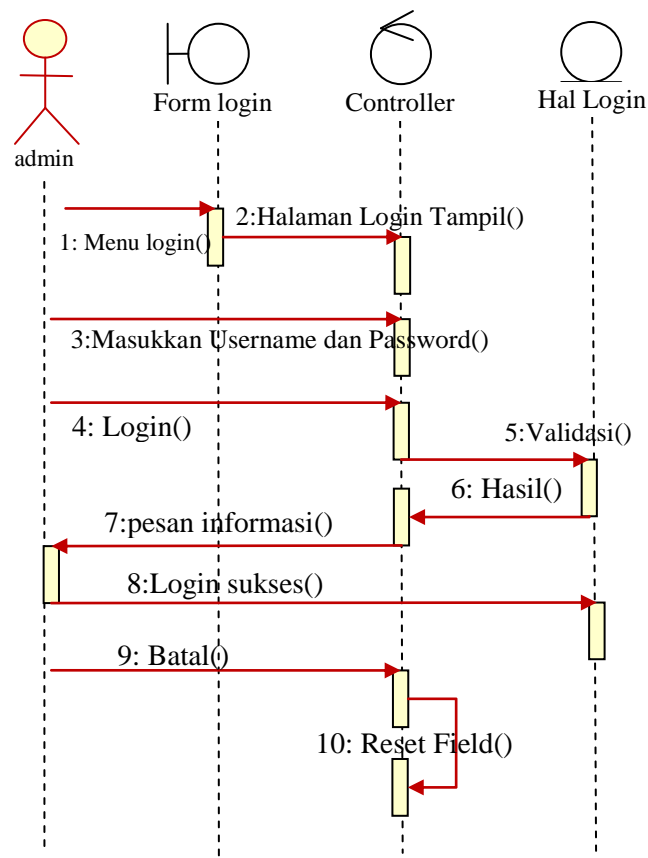 Form login
Controller
Hal Login
admin
2:Halaman Login Tampil()
1: Menu login()
3:Masukkan Username dan Password()
4: Login()
5:Validasi()
6: Hasil()
7:pesan informasi()
8:Login sukses()
9: Batal()
10: Reset Field()